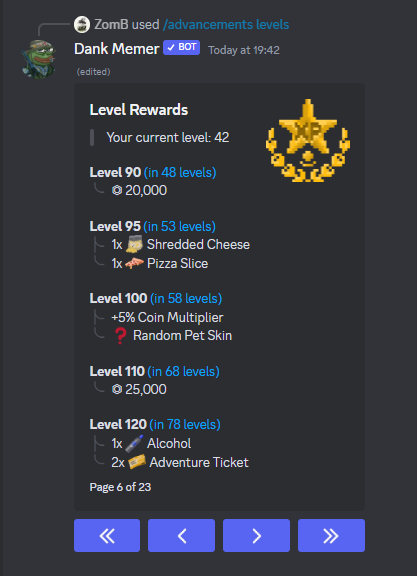 ZomB used /advancements levels
Dank Memer ✓ BOT Today at 19:42
(edited)
Level Rewards
Your current level: 42
XP
Level 90 (in 48 levels)
20,000
Level 95 (in 53 levels)
1x Shredded Cheese
1x Pizza Slice
Level 100 (in 58 levels)
+5% Coin Multiplier
❓ Random Pet Skin
Level 110 (in 68 levels)
25,000
Level 120 (in 78 levels)
1x Alcohol
2x Adventure Ticket
Page 6 of 23